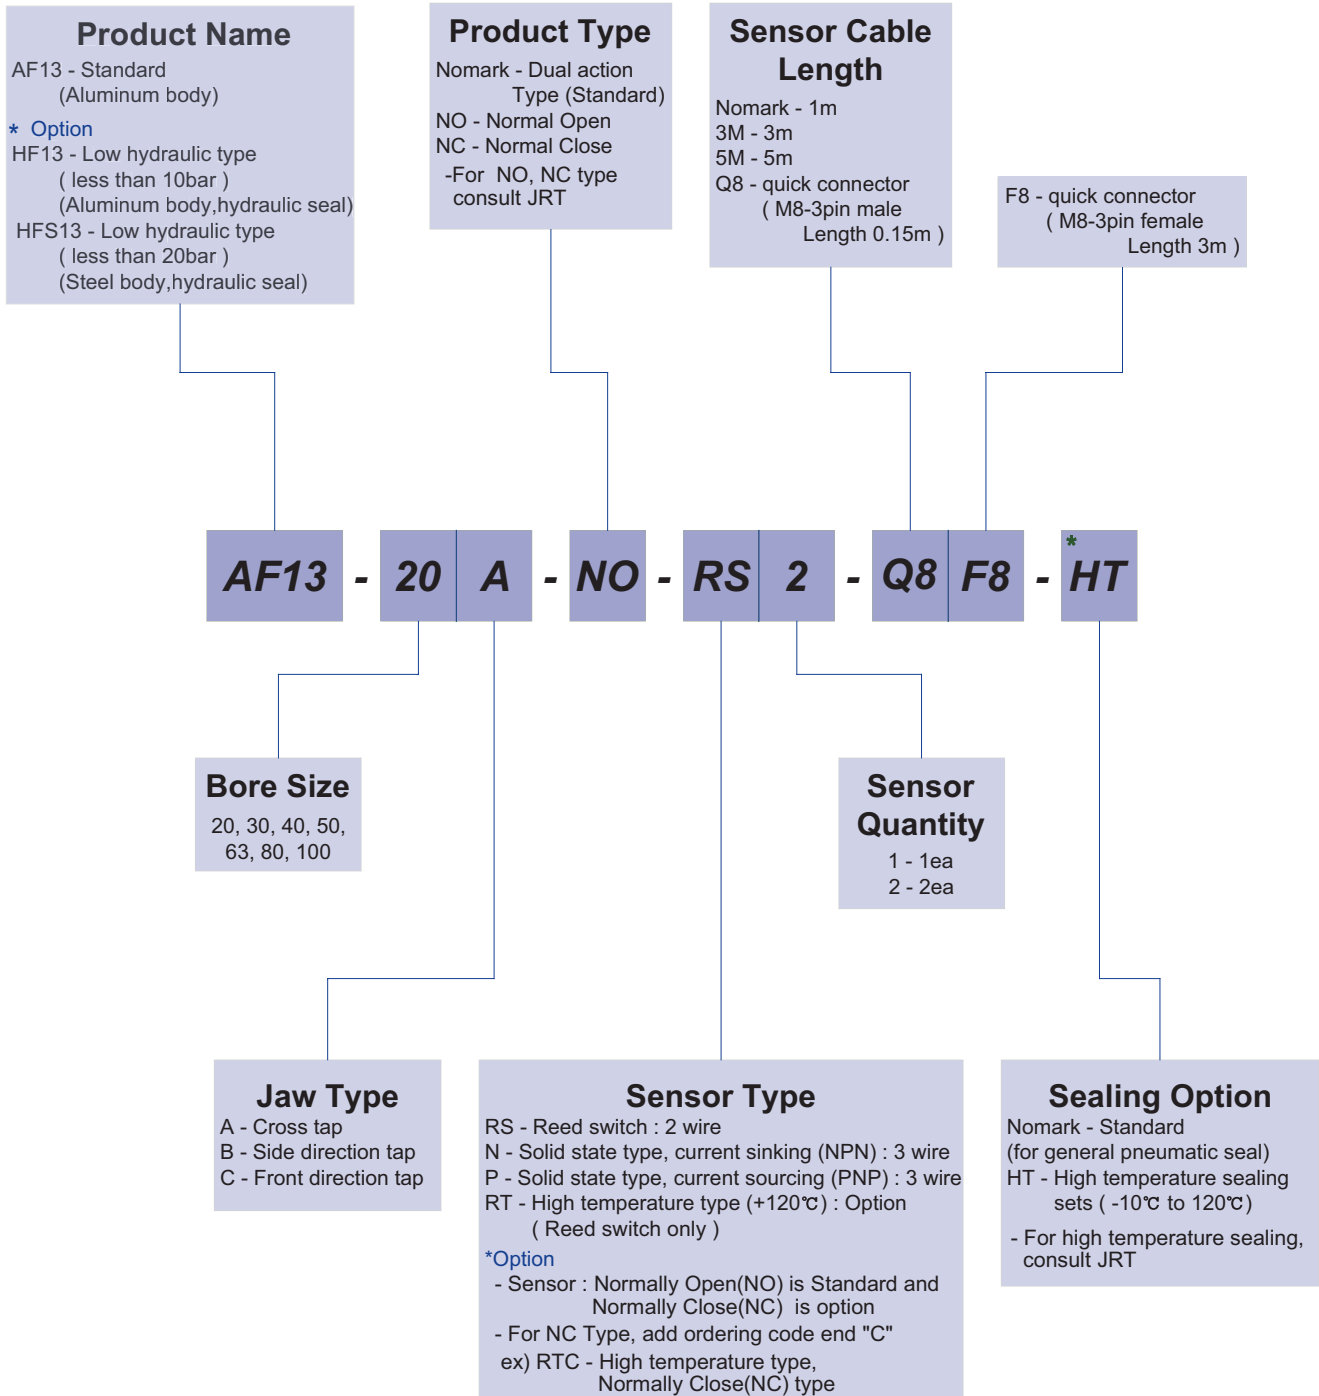 Product Name
AF13 - Standard
(Aluminum body)
* Option
HF13 - Low hydraulic type
( less than 10bar )
(Aluminum body,hydraulic seal)
HFS13 - Low hydraulic type
( less than 20bar )
(Steel body,hydraulic seal)
Product Type
Nomark - Dual action
Type (Standard)
NO - Normal Open
NC - Normal Close
-For NO, NC type
consult JRT
Sensor Cable
Length
Nomark - 1m
3M - 3m
5M - 5m
Q8 - quick connector
( M8-3pin male
Length 0.15m )
F8 - quick connector
( M8-3pin female
Length 3m )
AF13 - 20 A - NO - RS 2 - Q8 F8 - *HT
Bore Size
20, 30, 40, 50,
63, 80, 100
Sensor
Quantity
1 - 1ea
2 - 2ea
Jaw Type
A - Cross tap
B - Side direction tap
C - Front direction tap
Sensor Type
RS - Reed switch : 2 wire
N - Solid state type, current sinking (NPN) : 3 wire
P - Solid state type, current sourcing (PNP) : 3 wire
RT - High temperature type (+120℃) : Option
( Reed switch only )
*Option
- Sensor : Normally Open(NO) is Standard and
Normally Close(NC) is option
- For NC Type, add ordering code end "C"
ex) RTC - High temperature type,
Normally Close(NC) type
Sealing Option
Nomark - Standard
(for general pneumatic seal)
HT - High temperature sealing
sets ( -10℃ to 120℃)
- For high temperature sealing,
consult JRT